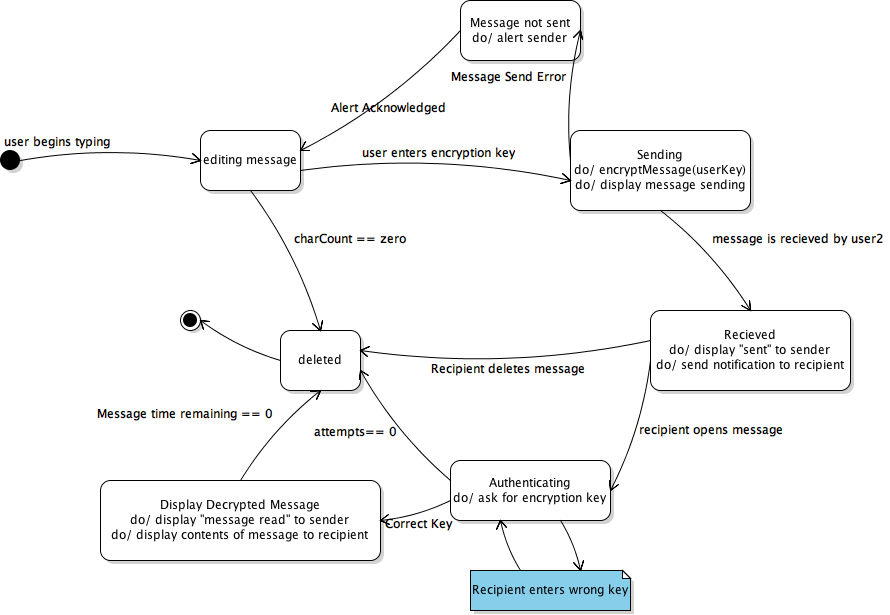 Message not sent
do/ alert sender
Message Send Error
Alert Acknowledged
user begins typing
editing message
user enters encryption key
Sending
do/ encryptMessage(userKey)
do/ display message sending
charCount == zero
message is recieved by user2
deleted
Recieved
do/ display "sent" to sender
do/ send notification to recipient
Recipient deletes message
Message time remaining == 0
attempts== 0
recipient opens message
Authenticating
do/ ask for encryption key
Display Decrypted Message
do/ display "message read" to sender
do/ display contents of message to recipient
Correct Key
Recipient enters wrong key